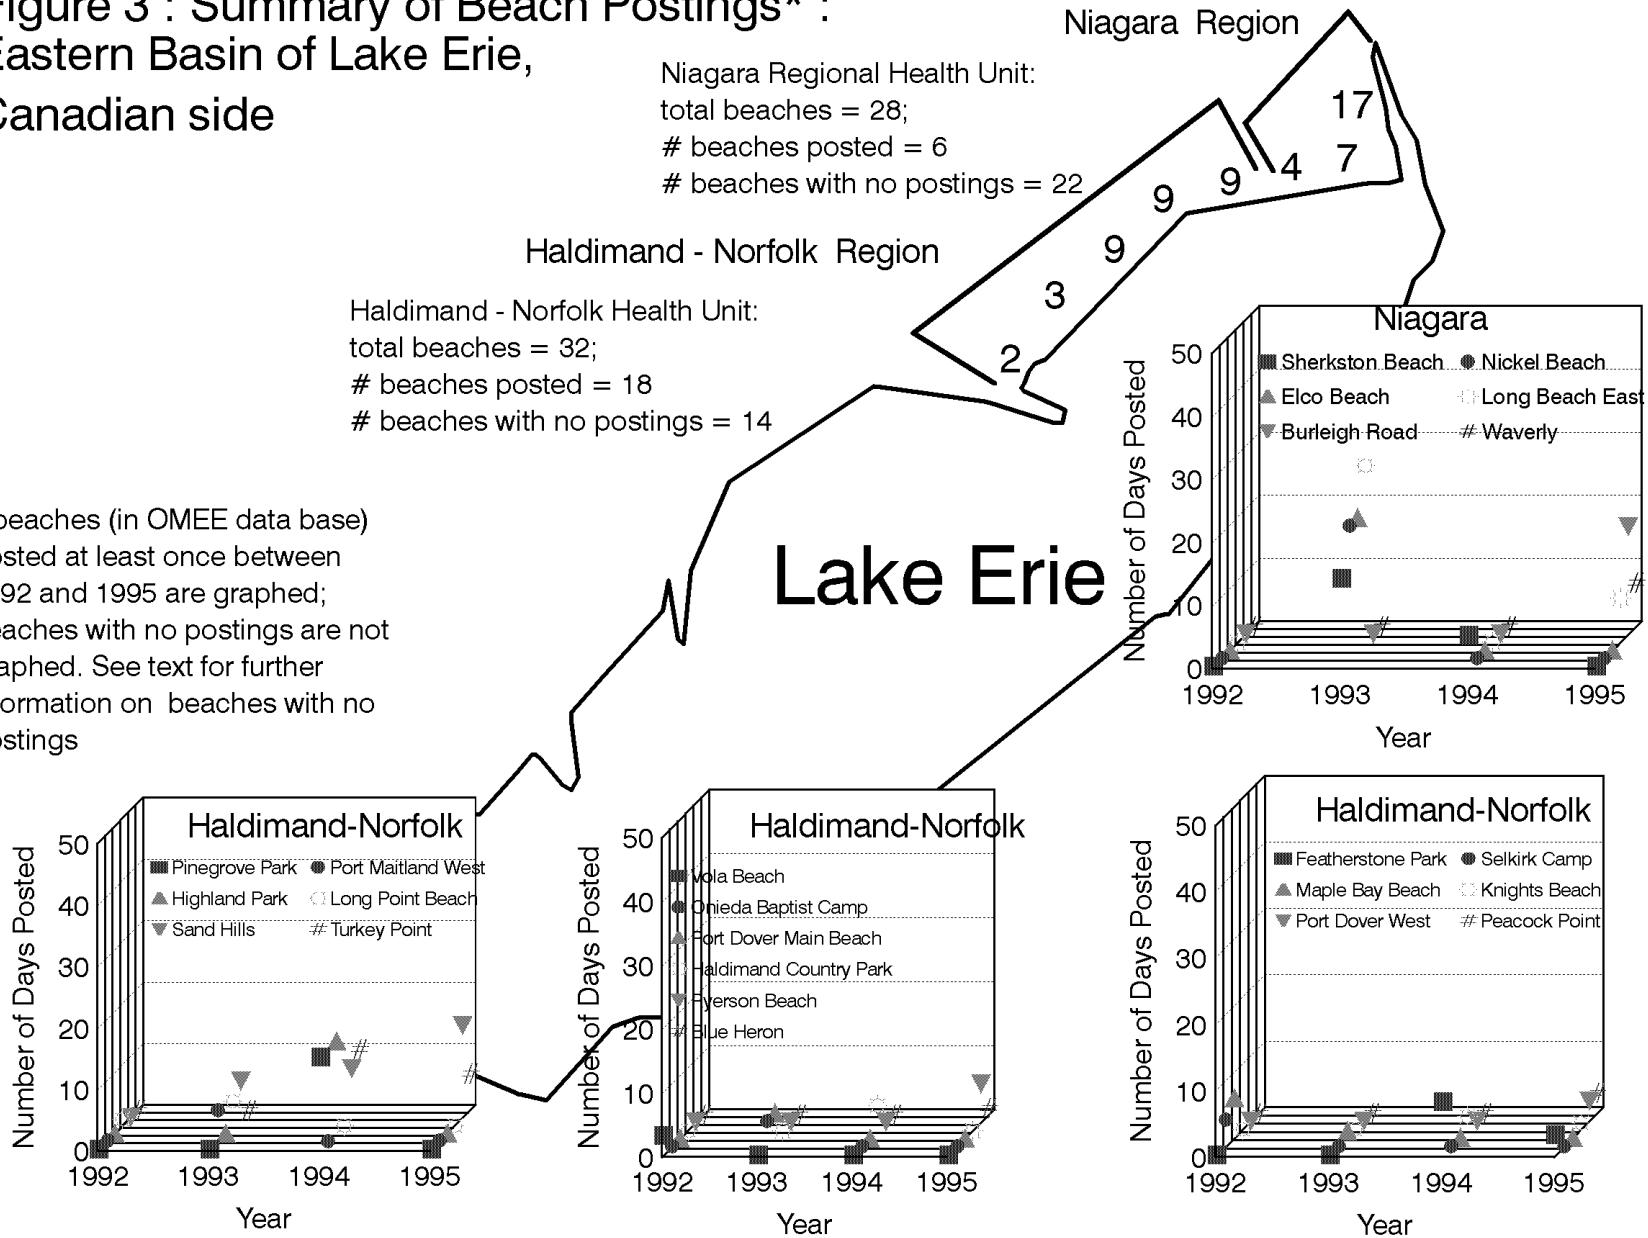 Figure 3 : Summary of Beach Postings* :
Eastern Basin of Lake Erie,
Canadian side
Niagara Region
Niagara Regional Health Unit:
total beaches = 28;
# beaches posted = 6
# beaches with no postings = 22
17
7
4
9
9
9
3
2
Haldimand - Norfolk Region
Haldimand - Norfolk Health Unit:
total beaches = 32;
# beaches posted = 18
# beaches with no postings = 14
beaches (in OMEE data base)
osted at least once between
92 and 1995 are graphed;
eaches with no postings are not
aphed. See text for further
formation on beaches with no
ostings
Lake Erie
Niagara
Sherkston Beach
Nickel Beach
Elco Beach
Long Beach East
Burleigh Road
# Waverly
Number of Days Posted
50
40
30
20
10
0
1992 1993 1994 1995
Year
Haldimand-Norfolk
Pinegrove Park
Port Maitland West
Highland Park
Long Point Beach
Sand Hills
# Turkey Point
Number of Days Posted
50
40
30
20
10
0
1992 1993 1994 1995
Year
Haldimand-Norfolk
Vola Beach
Onieda Baptist Camp
Port Dover Main Beach
Haldimand Country Park
Ryerson Beach
# Blue Heron
Number of Days Posted
50
40
30
20
10
0
1992 1993 1994 1995
Year
Haldimand-Norfolk
Featherstone Park
Selkirk Camp
Maple Bay Beach
Knights Beach
Port Dover West
# Peacock Point
Number of Days Posted
50
40
30
20
10
0
1992 1993 1994 1995
Year